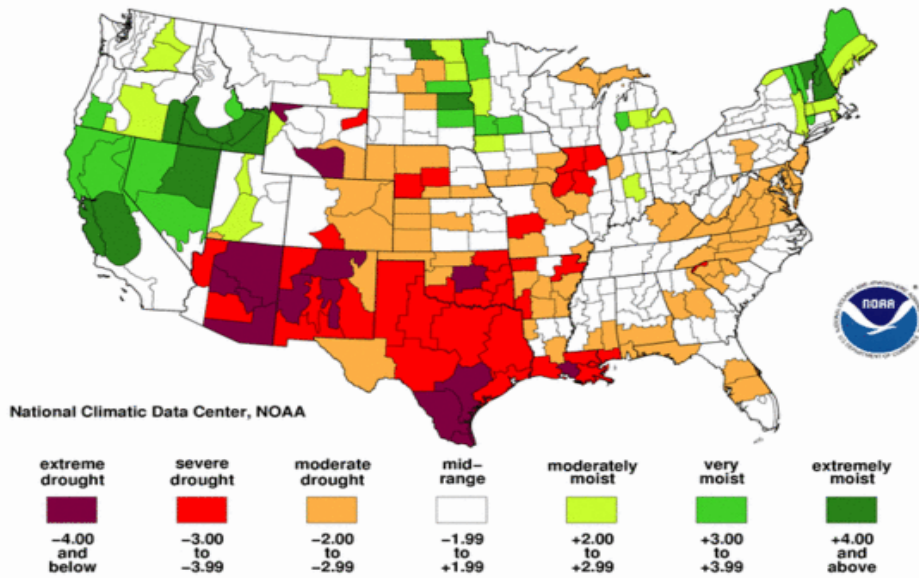 NOAA
National Climatic Data Center, NOAA
extreme drought
severe drought
moderate drought
mid–range
moderately moist
very moist
extremely moist
–4.00 and below
–3.00 to –3.99
–2.00 to –2.99
–1.99 to +1.99
+2.00 to +2.99
+3.00 to +3.99
+4.00 and above